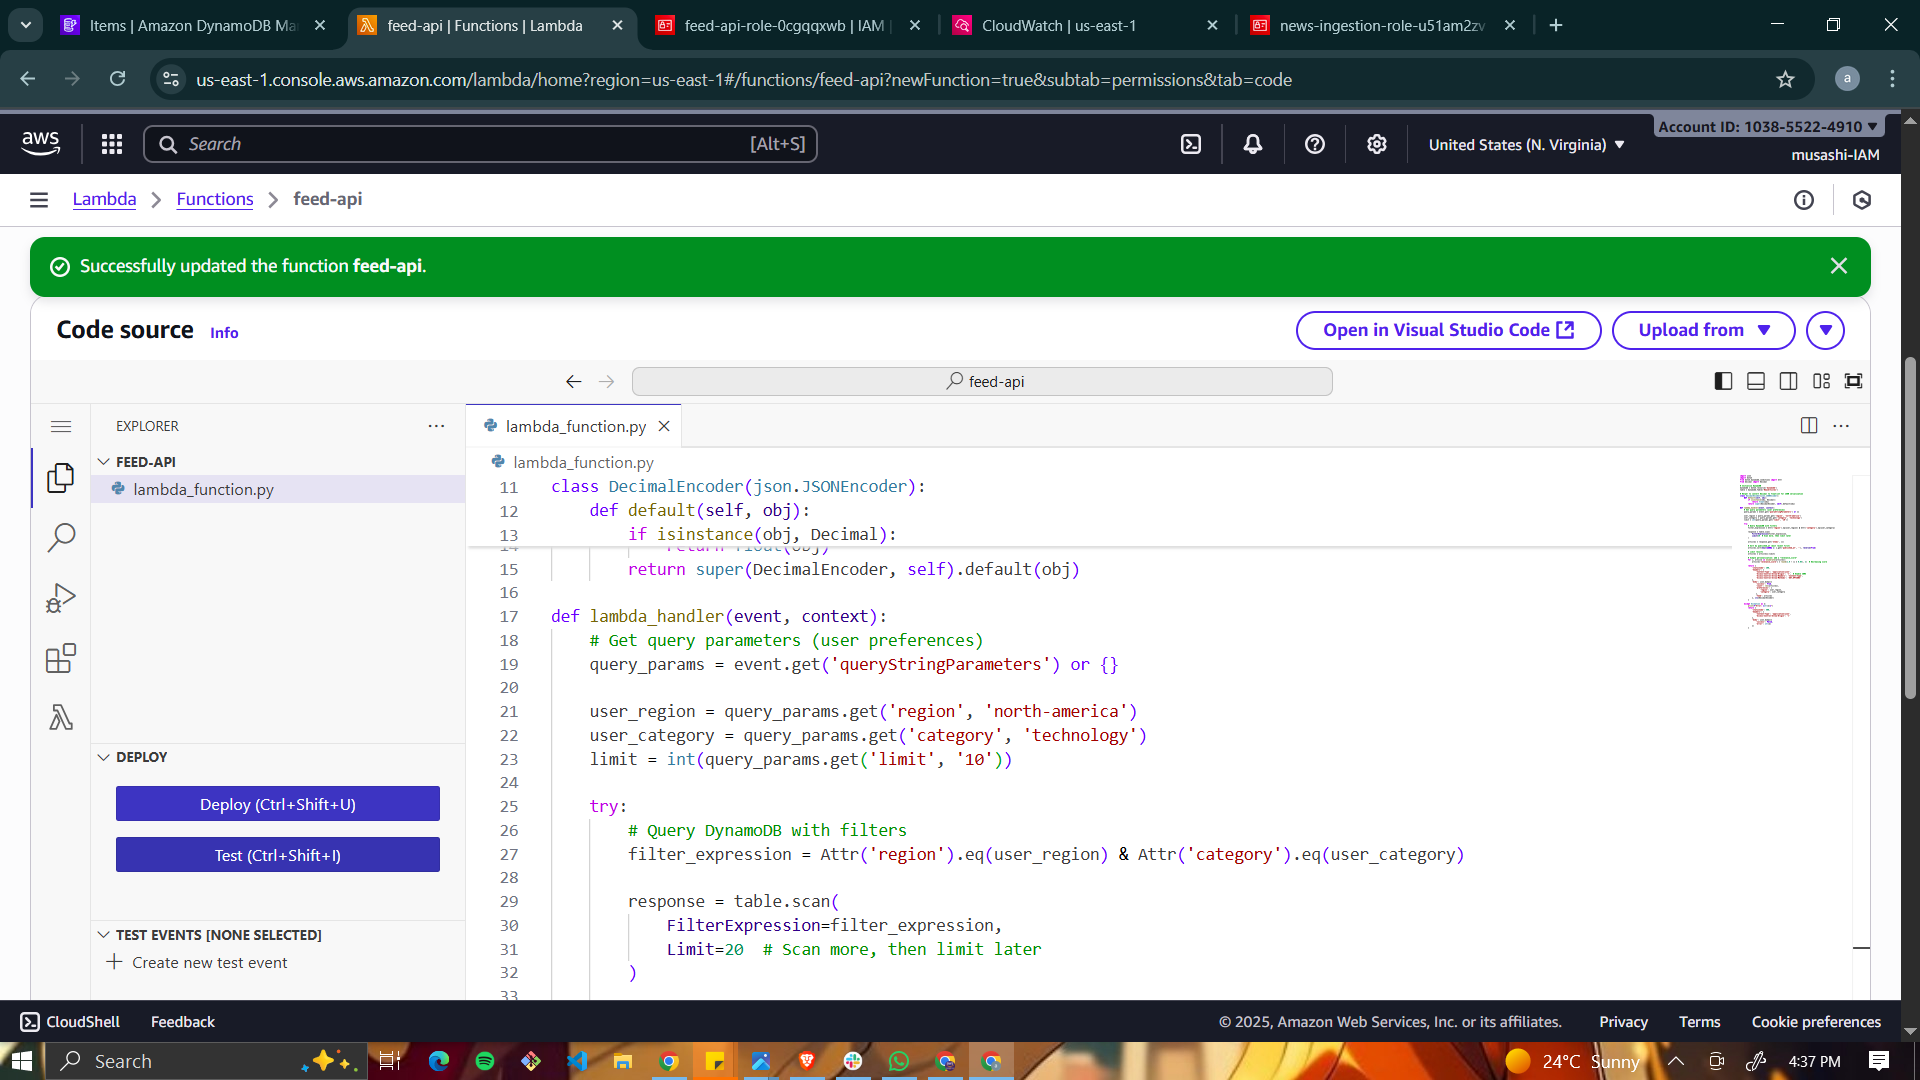 Items | Amazon DynamoDB Ma
feed-api | Functions | Lambda
feed-api-role-0cgqqxwb | IAM
CloudWatch | us-east-1
news-ingestion-role-u51am2zv
us-east-1.console.aws.amazon.com/lambda/home?region=us-east-1#/functions/feed-api?newFunction=true&subtab=permissions&tab=code
a
aws
Search
[Alt+S]
United States (N. Virginia)
Account ID: 1038-5522-4910
musashi-IAM
Lambda
Functions
feed-api
Successfully updated the function feed-api.
Code source Info
Open in Visual Studio Code
Upload from
feed-api
EXPLORER
FEED-API
lambda_function.py
DEPLOY
Deploy (Ctrl+Shift+U)
Test (Ctrl+Shift+I)
TEST EVENTS [NONE SELECTED]
Create new test event
lambda_function.py
lambda_function.py
11 class DecimalEncoder(json.JSONEncoder):
12 def default(self, obj):
13 if isinstance(obj, Decimal):
14 return float(obj)
15 return super(DecimalEncoder, self).default(obj)
16
17 def lambda_handler(event, context):
18 # Get query parameters (user preferences)
19 query_params = event.get('queryStringParameters') or {}
20
21 user_region = query_params.get('region', 'north-america')
22 user_category = query_params.get('category', 'technology')
23 limit = int(query_params.get('limit', '10'))
24
25 try:
26 # Query DynamoDB with filters
27 filter_expression = Attr('region').eq(user_region) & Attr('category').eq(user_category)
28
29 response = table.scan(
30 FilterExpression=filter_expression,
31 Limit=20 # Scan more, then limit later
32 )
33
CloudShell
Feedback
© 2025, Amazon Web Services, Inc. or its affiliates.
Privacy
Terms
Cookie preferences
Search
24°C Sunny
4:37 PM